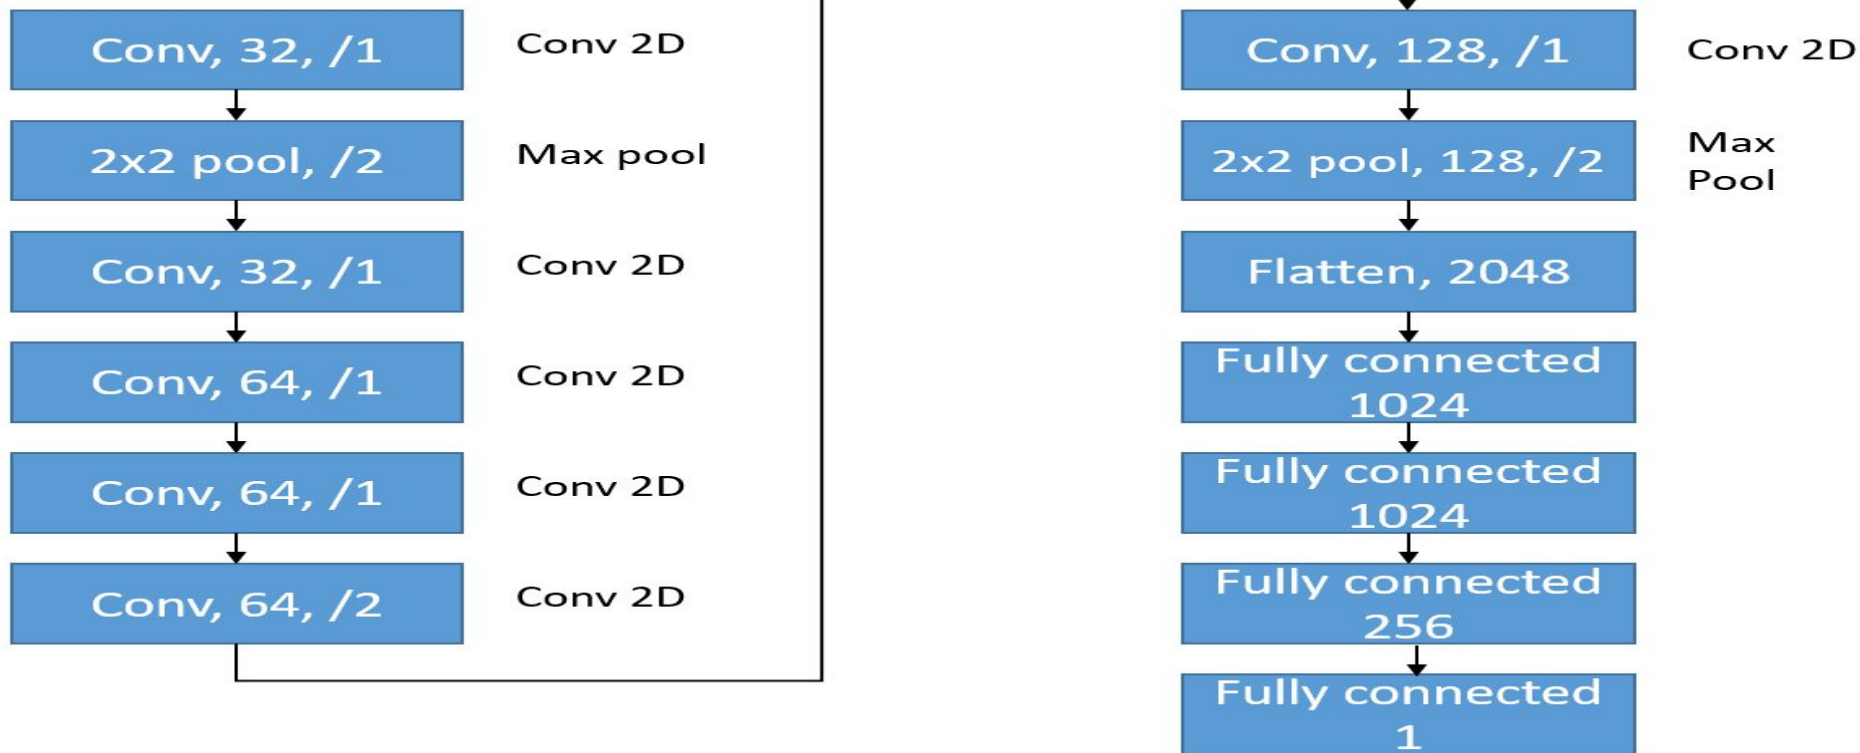 Conv, 32, /1
Conv 2D
2x2 pool, /2
Max pool
Conv, 32, /1
Conv 2D
Conv, 64, /1
Conv 2D
Conv, 64, /1
Conv 2D
Conv, 64, /2
Conv 2D
Conv, 128, /1
Conv 2D
2x2 pool, 128, /2
Max
Pool
Flatten, 2048
Fully connected
1024
Fully connected
1024
Fully connected
256
Fully connected
1